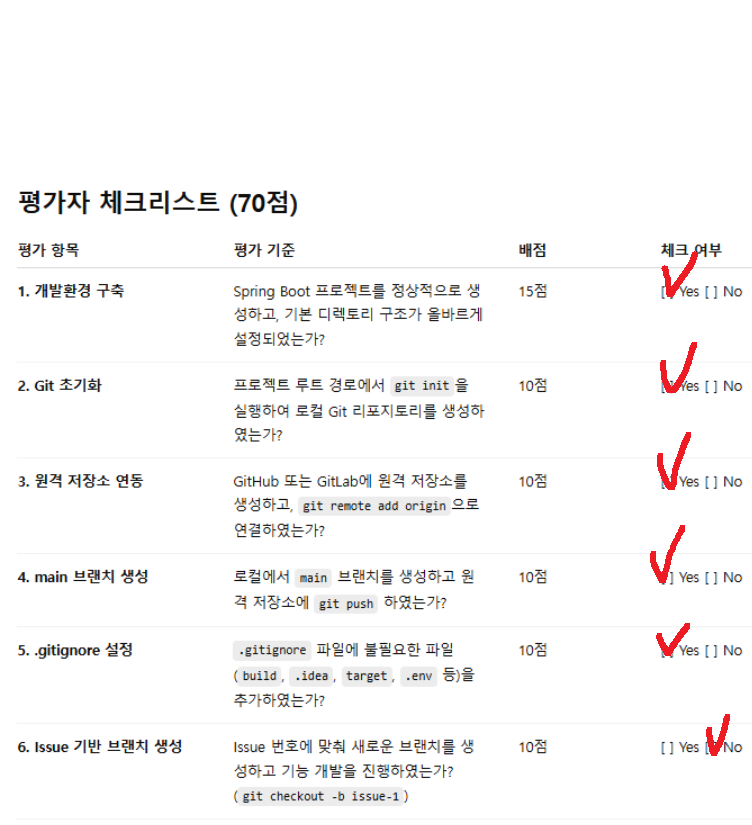 평가자 체크리스트 (70점)
평가 항목 평가 기준 배점 체크 여부
1. 개발환경 구축 Spring Boot 프로젝트를 정상적으로 생 15점 [ ] Yes [ ] No
성하고, 기본 디렉토리 구조가 올바르게
설정되었는가?
2. Git 초기화 프로젝트 루트 경로에서 git init 을 10점 [ ] Yes [ ] No
실행하여 로컬 Git 리포지토리를 생성하
였는가?
3. 원격 저장소 연동 GitHub 또는 GitLab에 원격 저장소를 10점 [ ] Yes [ ] No
생성하고, git remote add origin 으로
연결하였는가?
4. main 브랜치 생성 로컬에서 main 브랜치를 생성하고 원 10점 [ ] Yes [ ] No
격 저장소에 git push 하였는가?
5. .gitignore 설정 .gitignore 파일에 불필요한 파일 10점 [ ] Yes [ ] No
( build , .idea , target , .env 등)을
추가하였는가?
6. Issue 기반 브랜치 생성 Issue 번호에 맞춰 새로운 브랜치를 생 10점 [ ] Yes [ ] No
성하고 기능 개발을 진행하였는가?
( git checkout -b issue-1 )